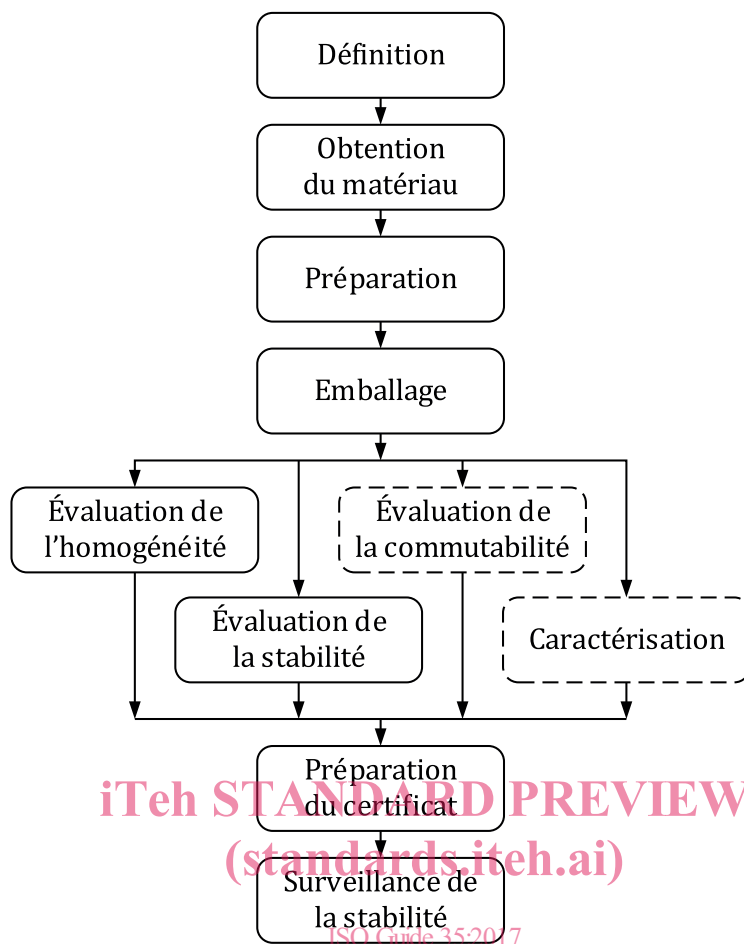 Définition
Obtention
du matériau
Préparation
Emballage
Évaluation de
l’homogénéité
Évaluation de
la commutabilité
Évaluation de
la stabilité
Caractérisation
Préparation
du certificat
iTeh STANDARD PREVIEW
(standards.iteh.ai)
Surveillance de
la stabilité
ISO Guide 35:2017